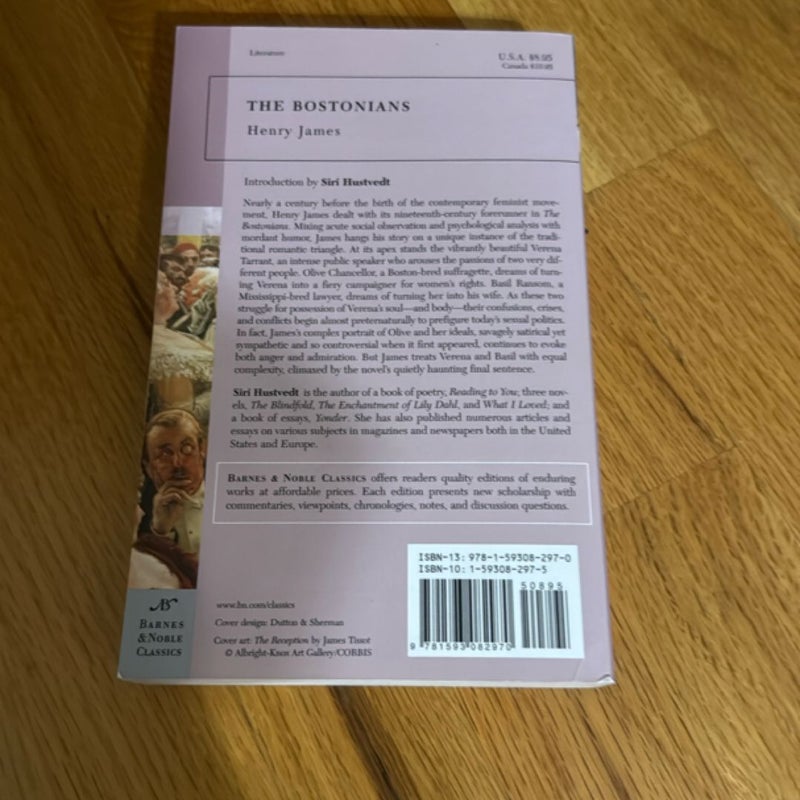 Literature
U.S.A. $8.95
Canada $10.95
THE BOSTONIANS
Henry James
Introduction by Siri Hustvedt
Nearly a century before the birth of the contemporary feminist move-
ment, Henry James dealt with its nineteenth-century forerunner in The
Bostonians. Mixing acute social observation and psychological analysis with
mordant humor, James hangs his story on a unique instance of the tradi-
tional romantic triangle. At its apex stands the vibrantly beautiful Verena
Tarrant, an intense public speaker who arouses the passions of two very dif-
ferent people. Olive Chancellor, a Boston-bred suffragette, dreams of turn-
ing Verena into a fiery campaigner for women's rights. Basil Ransom, a
Mississippi-bred lawyer, dreams of turning her into his wife. As these two
struggle for possession of Verena's soul—and body—their confusions, crises,
and conflicts begin almost preternaturally to prefigure today's sexual politics.
In fact, James's complex portrait of Olive and her ideals, savagely satirical yet
sympathetic and so controversial when it first appeared, continues to evoke
both anger and admiration. But James treats Verena and Basil with equal
complexity, climaxed by the novel's quietly haunting final sentence.
Siri Hustvedt is the author of a book of poetry, Reading to You; three nov-
els, The Blindfold, The Enchantment of Lily Dahl, and What I Loved; and
a book of essays, Yonder. She has also published numerous articles and
essays on various subjects in magazines and newspapers both in the United
States and Europe.
BARNES & NOBLE CLASSICS offers readers quality editions of enduring
works at affordable prices. Each edition presents new scholarship with
commentaries, viewpoints, chronologies, notes, and discussion questions.
ISBN-13: 978-1-59308-297-0
ISBN-10: 1-59308-297-5
50895
9 781593 082970
www.bn.com/classics
Cover design: Dutton & Sherman
Cover art: The Reception by James Tissot
© Albright-Knox Art Gallery/CORBIS
BARNES
& NOBLE
CLASSICS